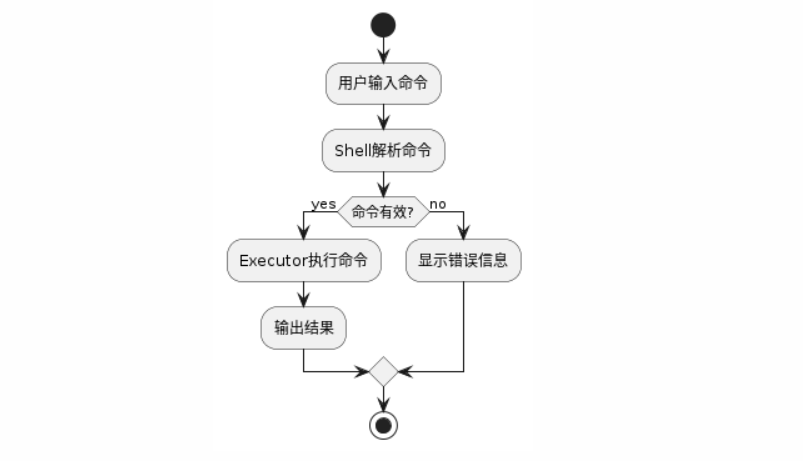 用户输入命令
Shell解析命令
yes
命令有效?
no
Executor执行命令
显示错误信息
输出结果